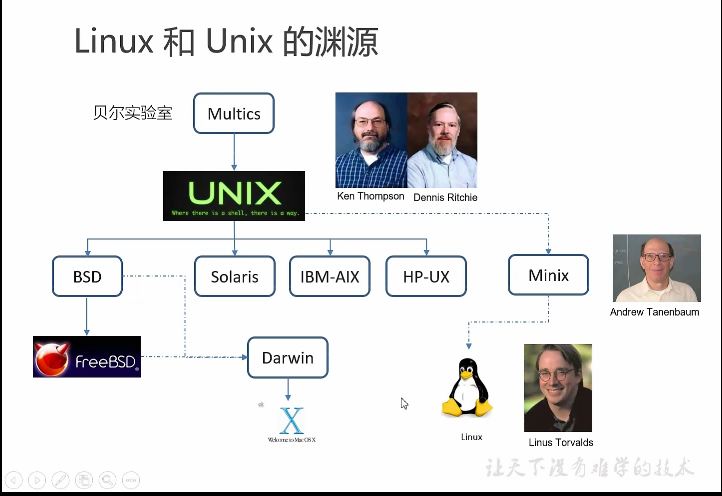 Linux 和 Unix 的渊源
贝尔实验室
Multics
UNIX
Where there is a shell, there is a way.
Ken Thompson
Dennis Ritchie
BSD
Solaris
IBM-AIX
HP-UX
Minix
Andrew Tanenbaum
FreeBSD®
Darwin
X
Welcome to Mac OS X
Linux
Linus Torvalds
让天下没有难学的技术